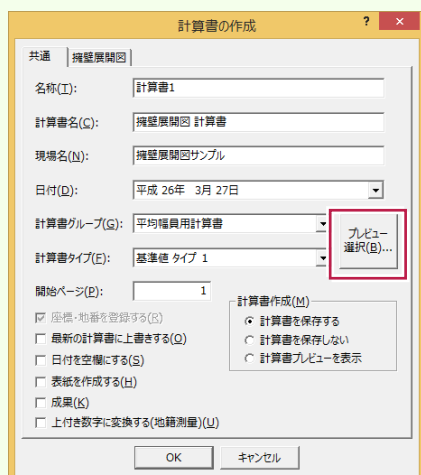 計算書の作成
? ×
共通 擁壁展開図
名称(T): 計算書1
計算書名(C): 擁壁展開図 計算書
現場名(N): 擁壁展開図サンプル
日付(D): 平成 26年 3月 27日
計算書グループ(G): 平均幅員用計算書
プレビュー
選択(B)...
計算書タイプ(F): 基準値 タイプ 1
開始ページ(P): 1
計算書作成(M)
座標・地番を登録する(R)
計算書を保存する
最新の計算書に上書きする(O)
計算書を保存しない
日付を空欄にする(S)
計算書プレビューを表示
表紙を作成する(H)
成果(K)
上付き数字に変換する(地籍測量)(U)
OK キャンセル